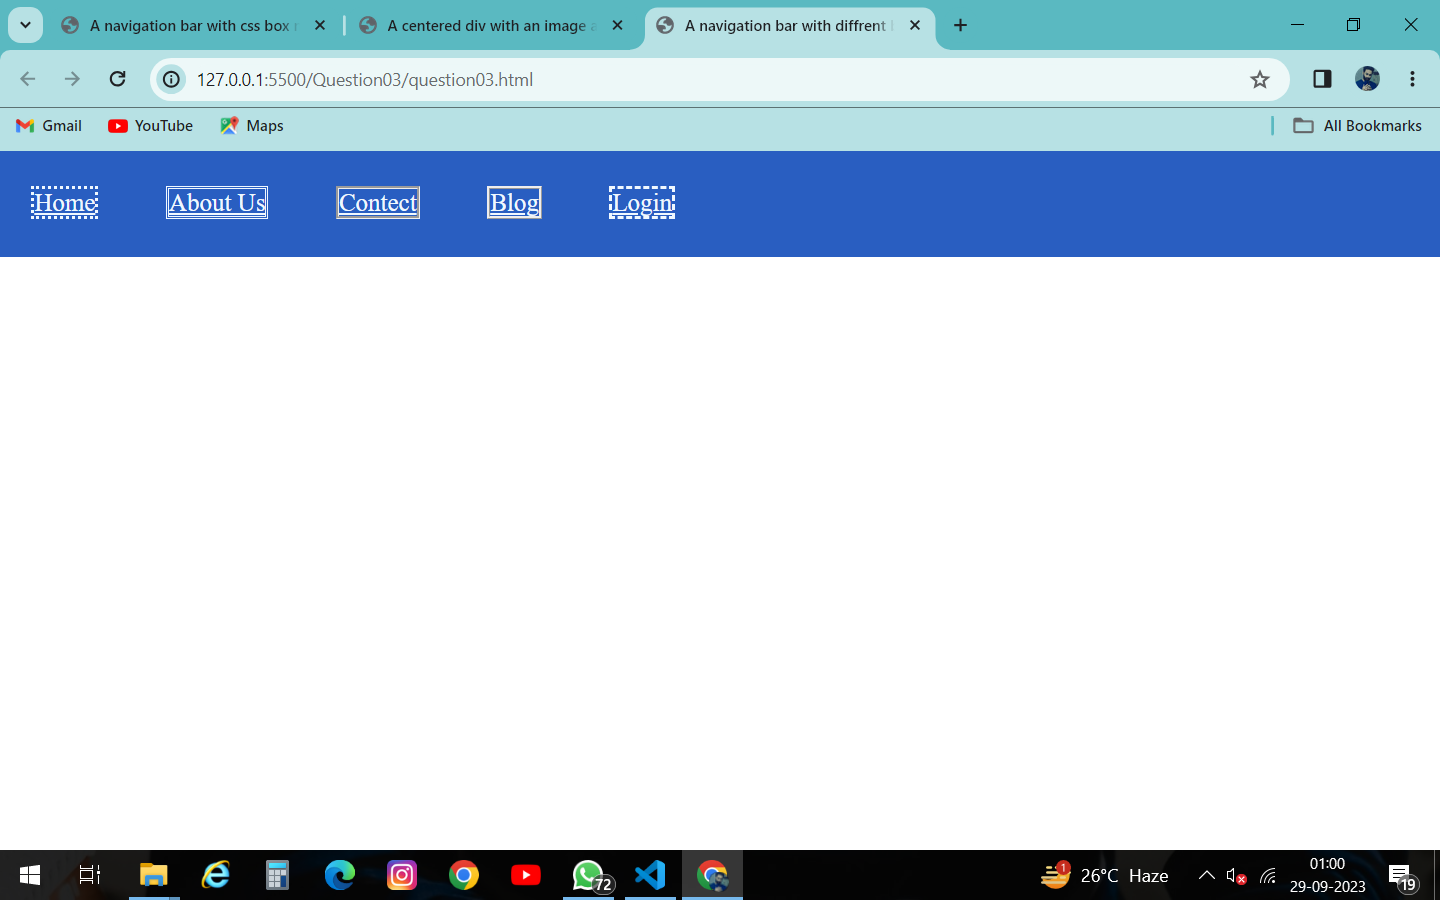 A navigation bar with css box
A centered div with an image a
A navigation bar with diffrent
127.0.0.1:5500/Question03/question03.html
Gmail YouTube Maps All Bookmarks
Home About Us Contect Blog Login
72
1 26°C Haze
01:00
29-09-2023
19